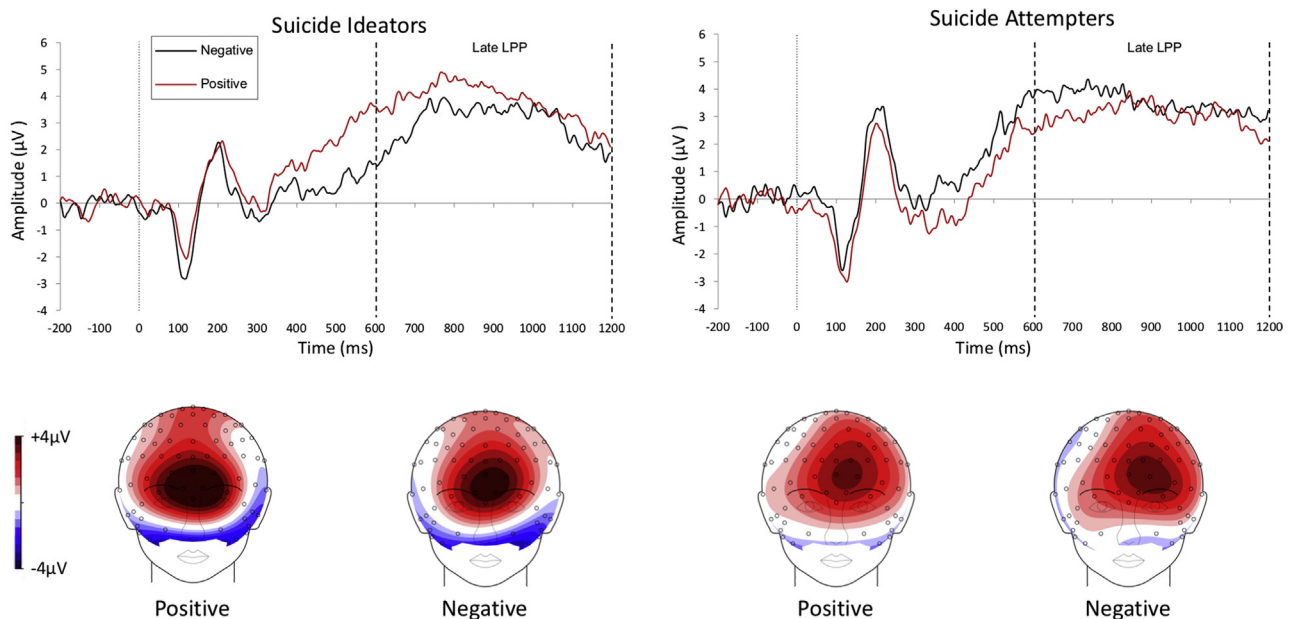 Suicide Ideators
Negative
Positive
Late LPP
6
5
4
3
2
1
0
-1
-2
-3
-4
Amplitude (µV)
-200 -100 0 100 200 300 400 500 600 700 800 900 1000 1100 1200
Time (ms)
Suicide Attempters
Late LPP
6
5
4
3
2
1
0
-1
-2
-3
-4
Amplitude (µV )
-200 -100 0 100 200 300 400 500 600 700 800 900 1000 1100 1200
Time (ms)
+4µV
-4µV
Positive
Negative
Positive
Negative